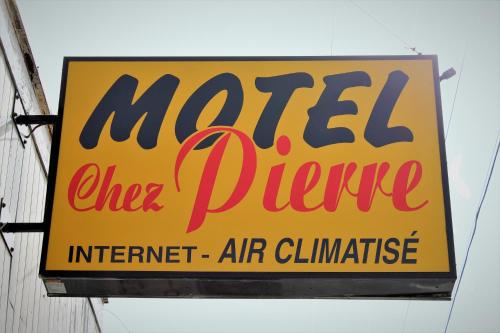 MOTEL
Chez Pierre
INTERNET - AIR CLIMATISÉ